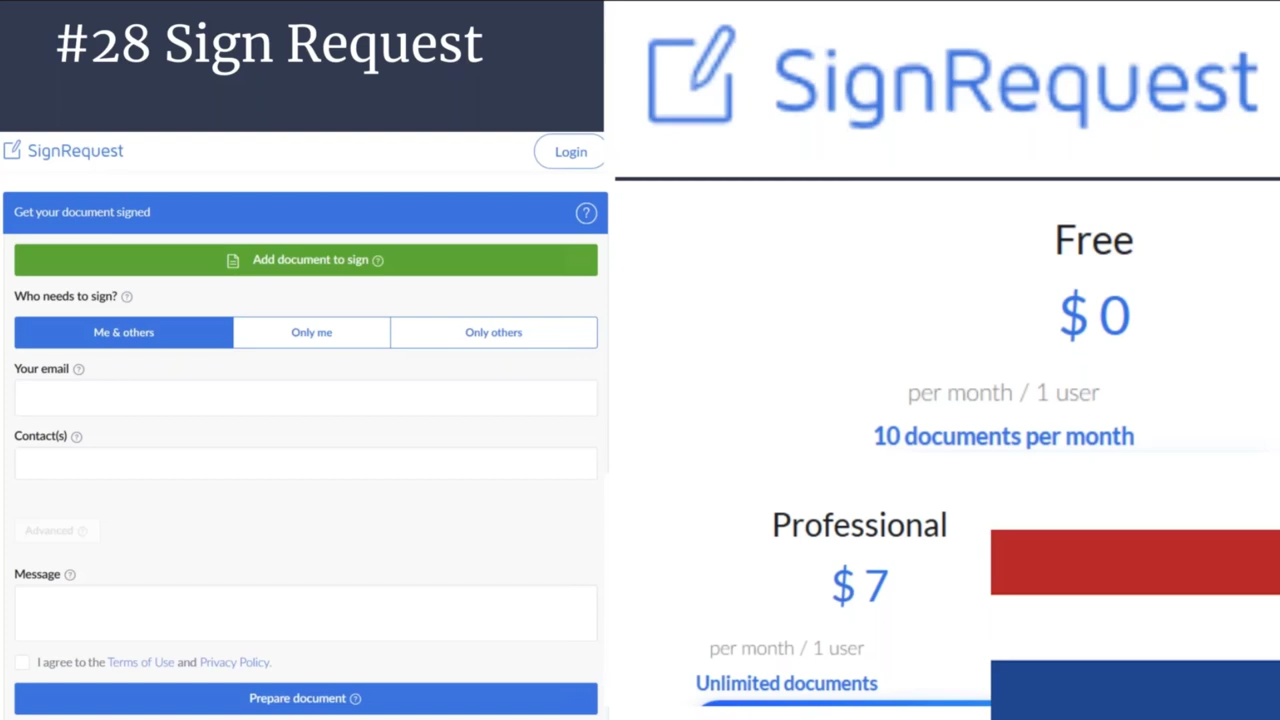 #28 Sign Request
SignRequest
Login
Get your document signed
?
Add document to sign ?
Who needs to sign? ?
Me & others
Only me
Only others
Your email ?
Contact(s) ?
Advanced ?
Message ?
I agree to the Terms of Use and Privacy Policy.
Prepare document ?
SignRequest
Free
$ 0
per month / 1 user
10 documents per month
Professional
$ 7
per month / 1 user
Unlimited documents